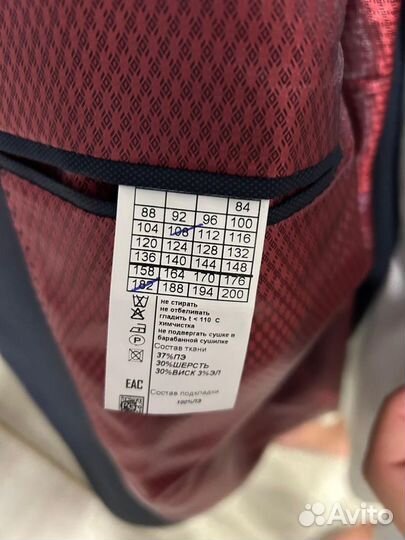 84
88 92 96 100
104 108 112 116
120 124 128 132
136 140 144 148
158 164 170 176
182 188 194 200
не стирать
не отбеливать
гладить t < 110 С
химчистка
не подвергать сушке в
барабанной сушилке
Состав ткани
37%ПЭ
30%ШЕРСТЬ
30%ВИСК 3%ЭЛ
Состав подкладки
100%ПЭ
P
EAC
Avito